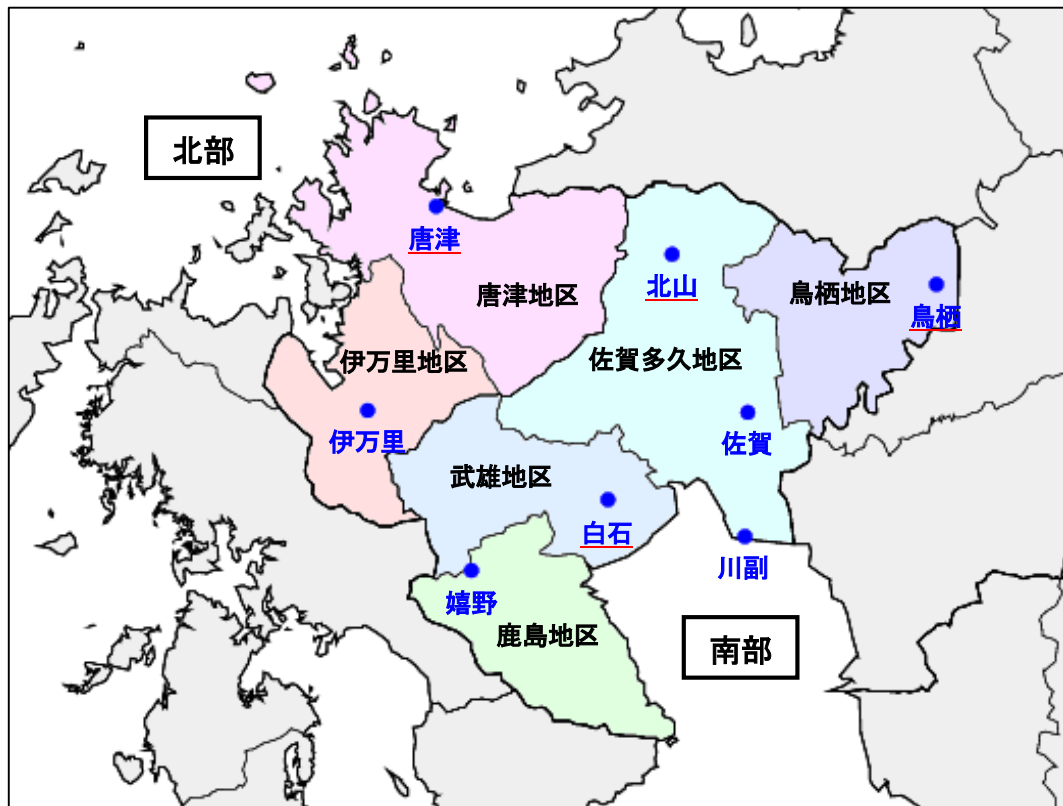 北部
唐津
北山
唐津地区
鳥栖地区
鳥栖
伊万里地区
佐賀多久地区
伊万里
佐賀
武雄地区
白石
川副
嬉野
鹿島地区
南部